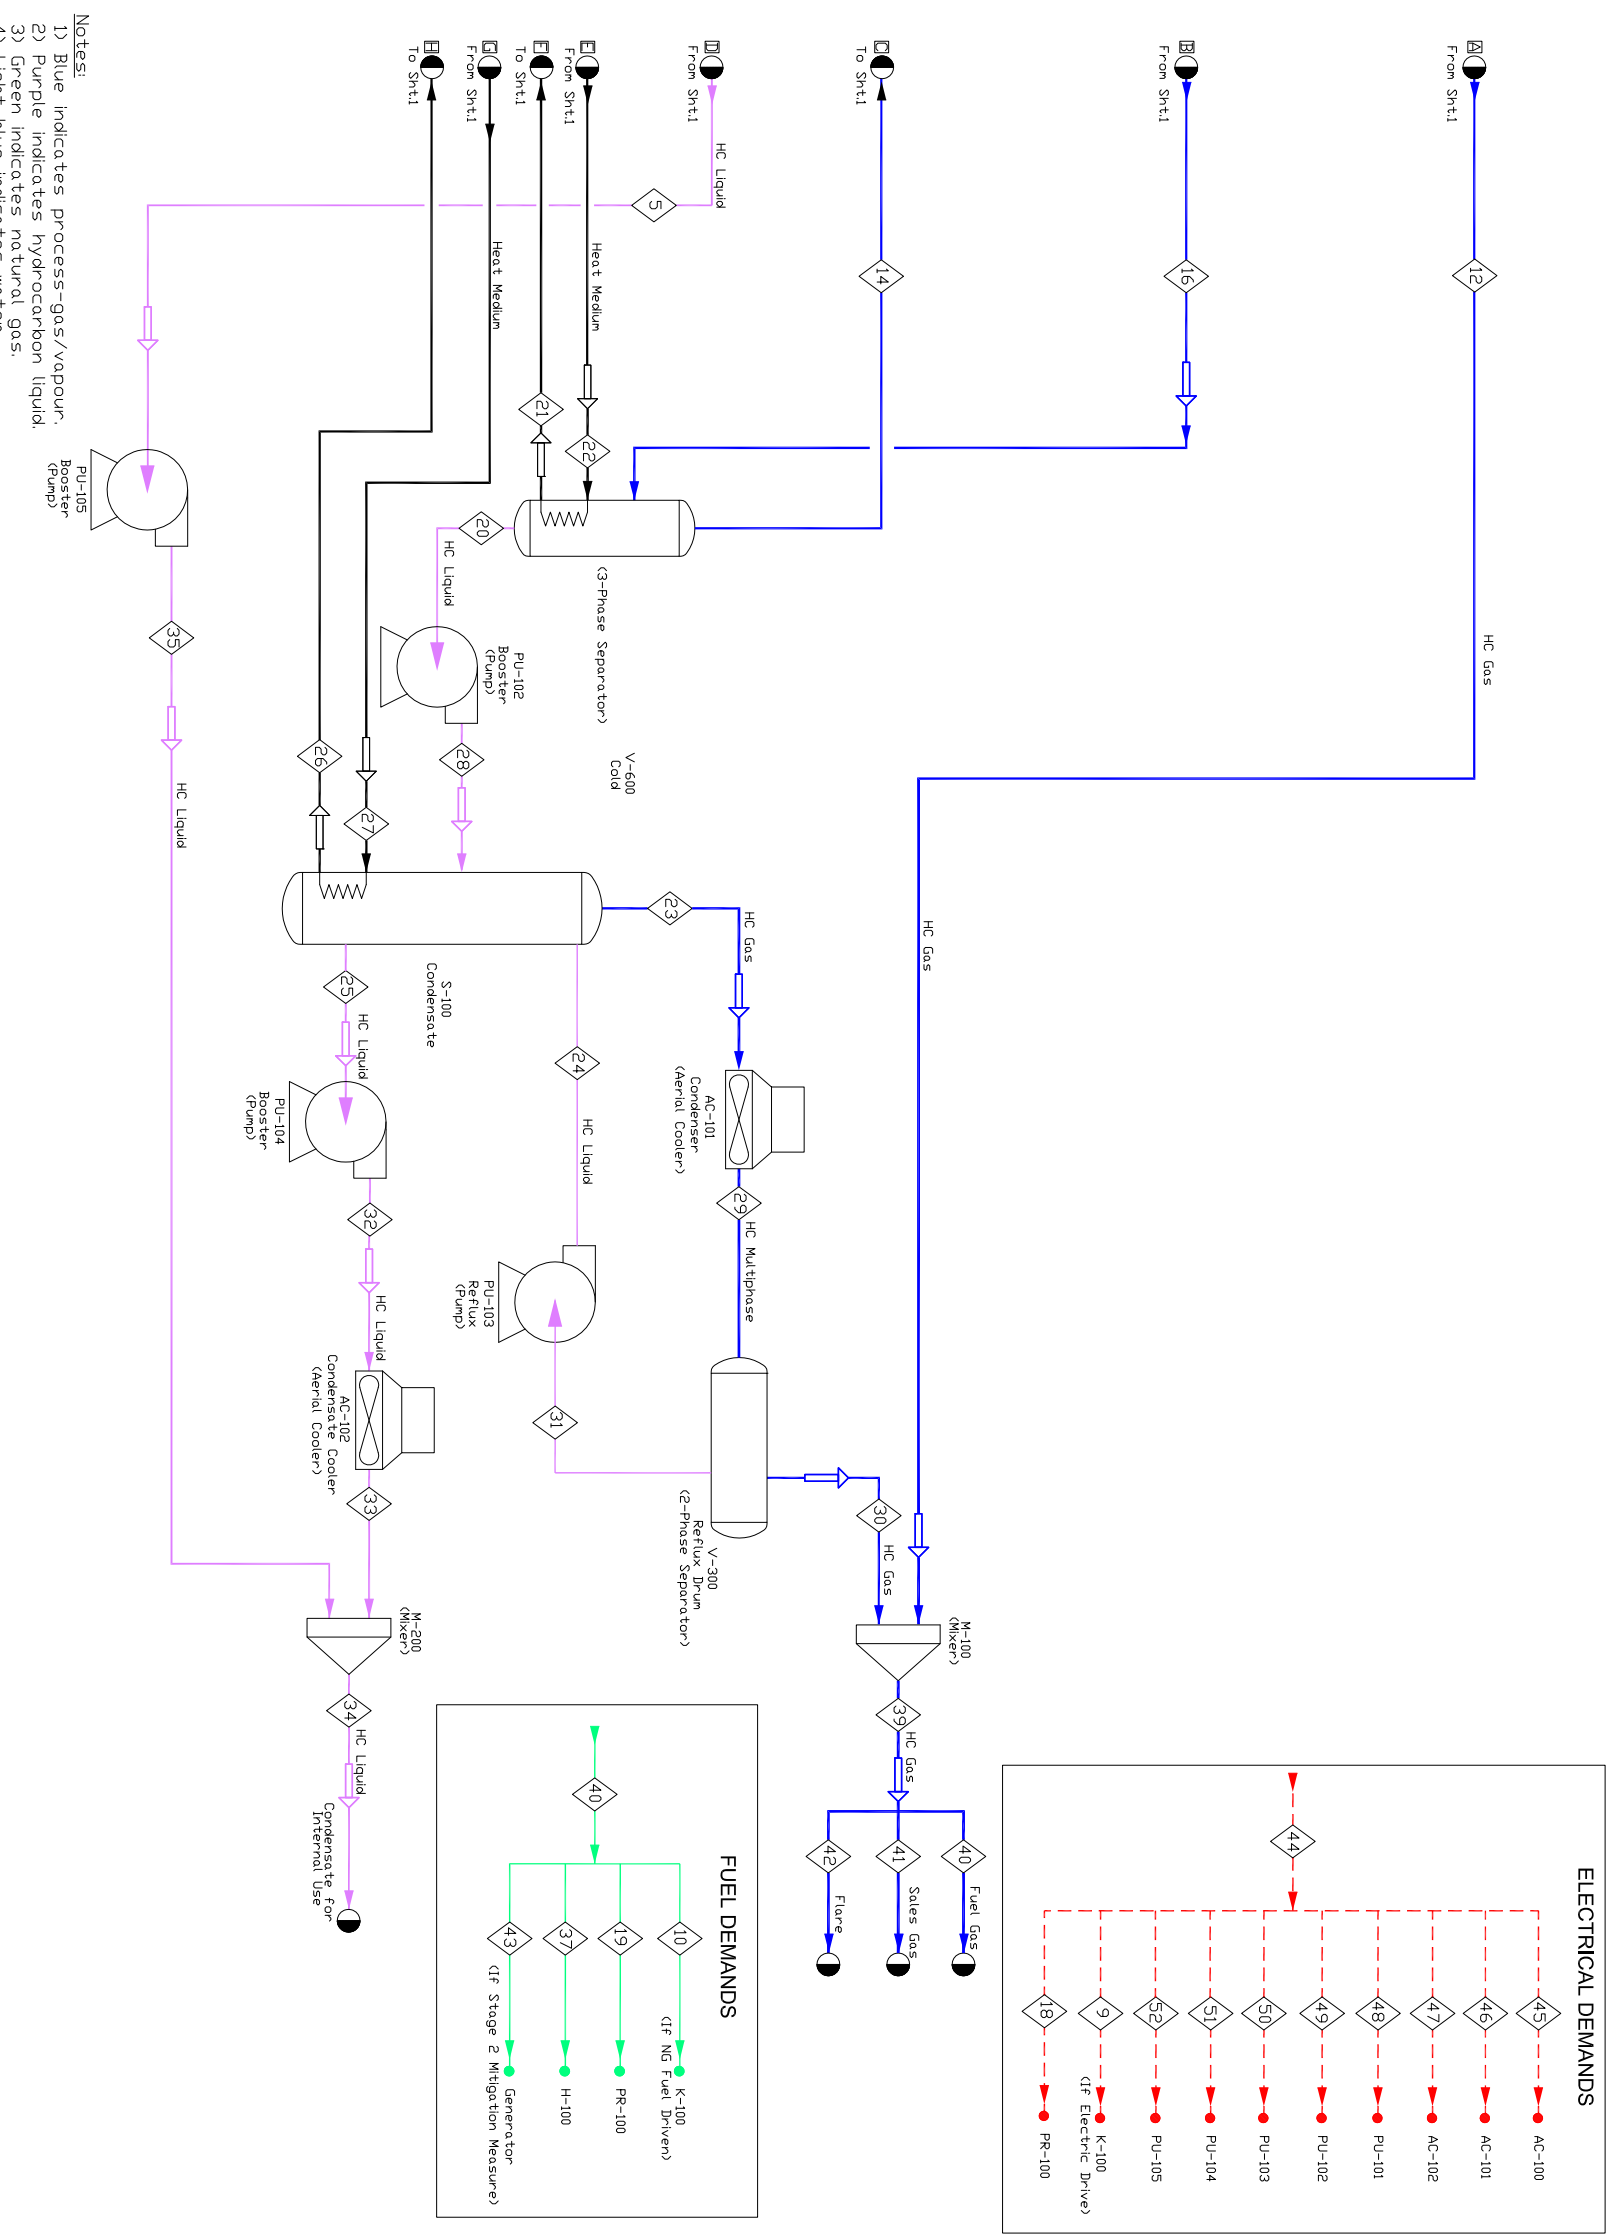 A
From Sht.1
12
HC Gas
HC Gas
B
From Sht.1
16
C
To Sht.1
14
D
From Sht.1
HC Liquid
5
E
From Sht.1
Heat Medium
22
F
To Sht.1
21
G
From Sht.1
Heat Medium
27
H
To Sht.1
26
V-600
Cold
(3-Phase Separator)
20
HC Liquid
PU-102
Booster
(Pump)
28
PU-105
Booster
(Pump)
35
HC Liquid
23
HC Gas
S-100
Condensate
25
HC Liquid
24
HC Liquid
AC-101
Condenser
(Aerial Cooler)
29
HC Multiphase
PU-104
Booster
(Pump)
32
HC Liquid
PU-103
Reflux
(Pump)
31
AC-102
Condensate Cooler
(Aerial Cooler)
33
V-300
Reflux Drum
(2-Phase Separator)
30
HC Gas
M-100
(Mixer)
39
HC Gas
40
Fuel Gas
41
Sales Gas
42
Flare
M-200
(Mixer)
34
HC Liquid
Condensate for
Internal Use
ELECTRICAL DEMANDS
44
45
AC-100
46
AC-101
47
AC-102
48
PU-101
49
PU-102
50
PU-103
51
PU-104
52
PU-105
9
K-100
(If Electric Drive)
18
PR-100
FUEL DEMANDS
40
10
K-100
(If NG Fuel Driven)
19
PR-100
37
H-100
43
Generator
(If Stage 2 Mitigation Measure)
Notes:
1) Blue indicates process-gas/vapour.
2) Purple indicates hydrocarbon liquid.
3) Green indicates natural gas.